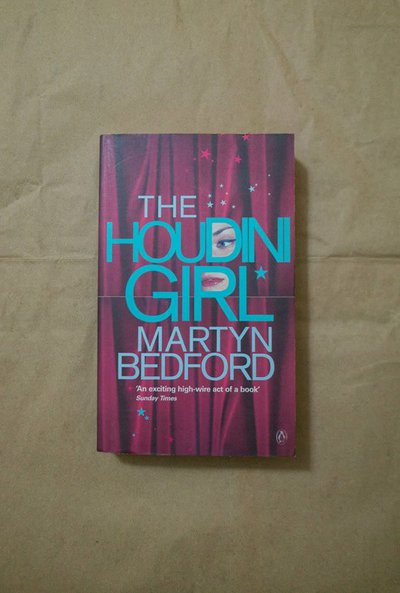 THE
HOUDINI
GIRL
MARTYN
BEDFORD
'An exciting high-wire act of a book'
Sunday Times